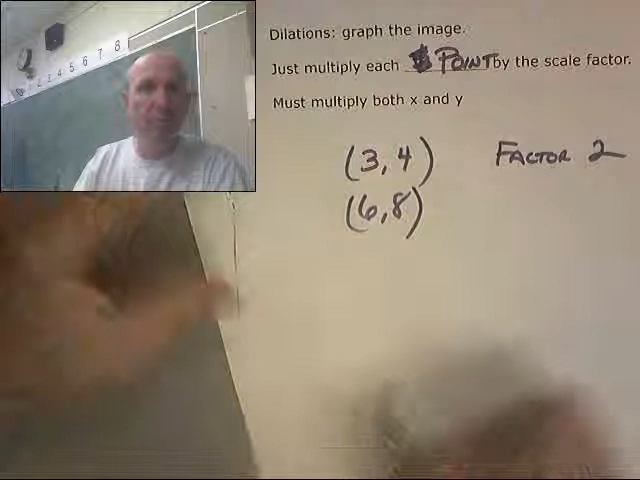 8
7
6
5
4
3
2
Dilations: graph the image.
Just multiply each POINT by the scale factor.
Must multiply both x and y
(3, 4) FACTOR 2
(6,8)